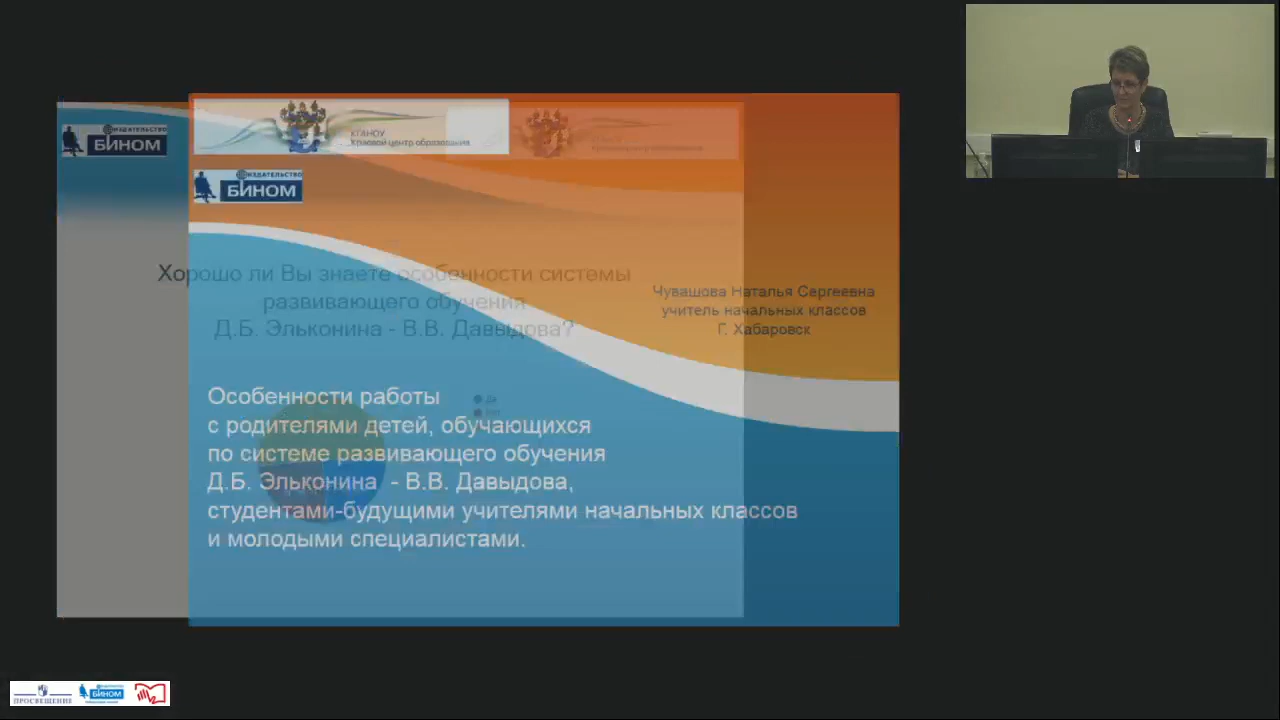 КГАНОУ
Краевой центр образования
ИЗДАТЕЛЬСТВО
БИНОМ
ИЗДАТЕЛЬСТВО
БИНОМ
Хорошо ли Вы знаете особенности системы
развивающего обучения
Д.Б. Эльконина - В.В. Давыдова?
Чувашова Наталья Сергеевна
учитель начальных классов
Г. Хабаровск
Особенности работы
с родителями детей, обучающихся
по системе развивающего обучения
Д.Б. Эльконина - В.В. Давыдова,
студентами-будущими учителями начальных классов
и молодыми специалистами.
ПРОСВЕЩЕНИЕ
БИНОМ